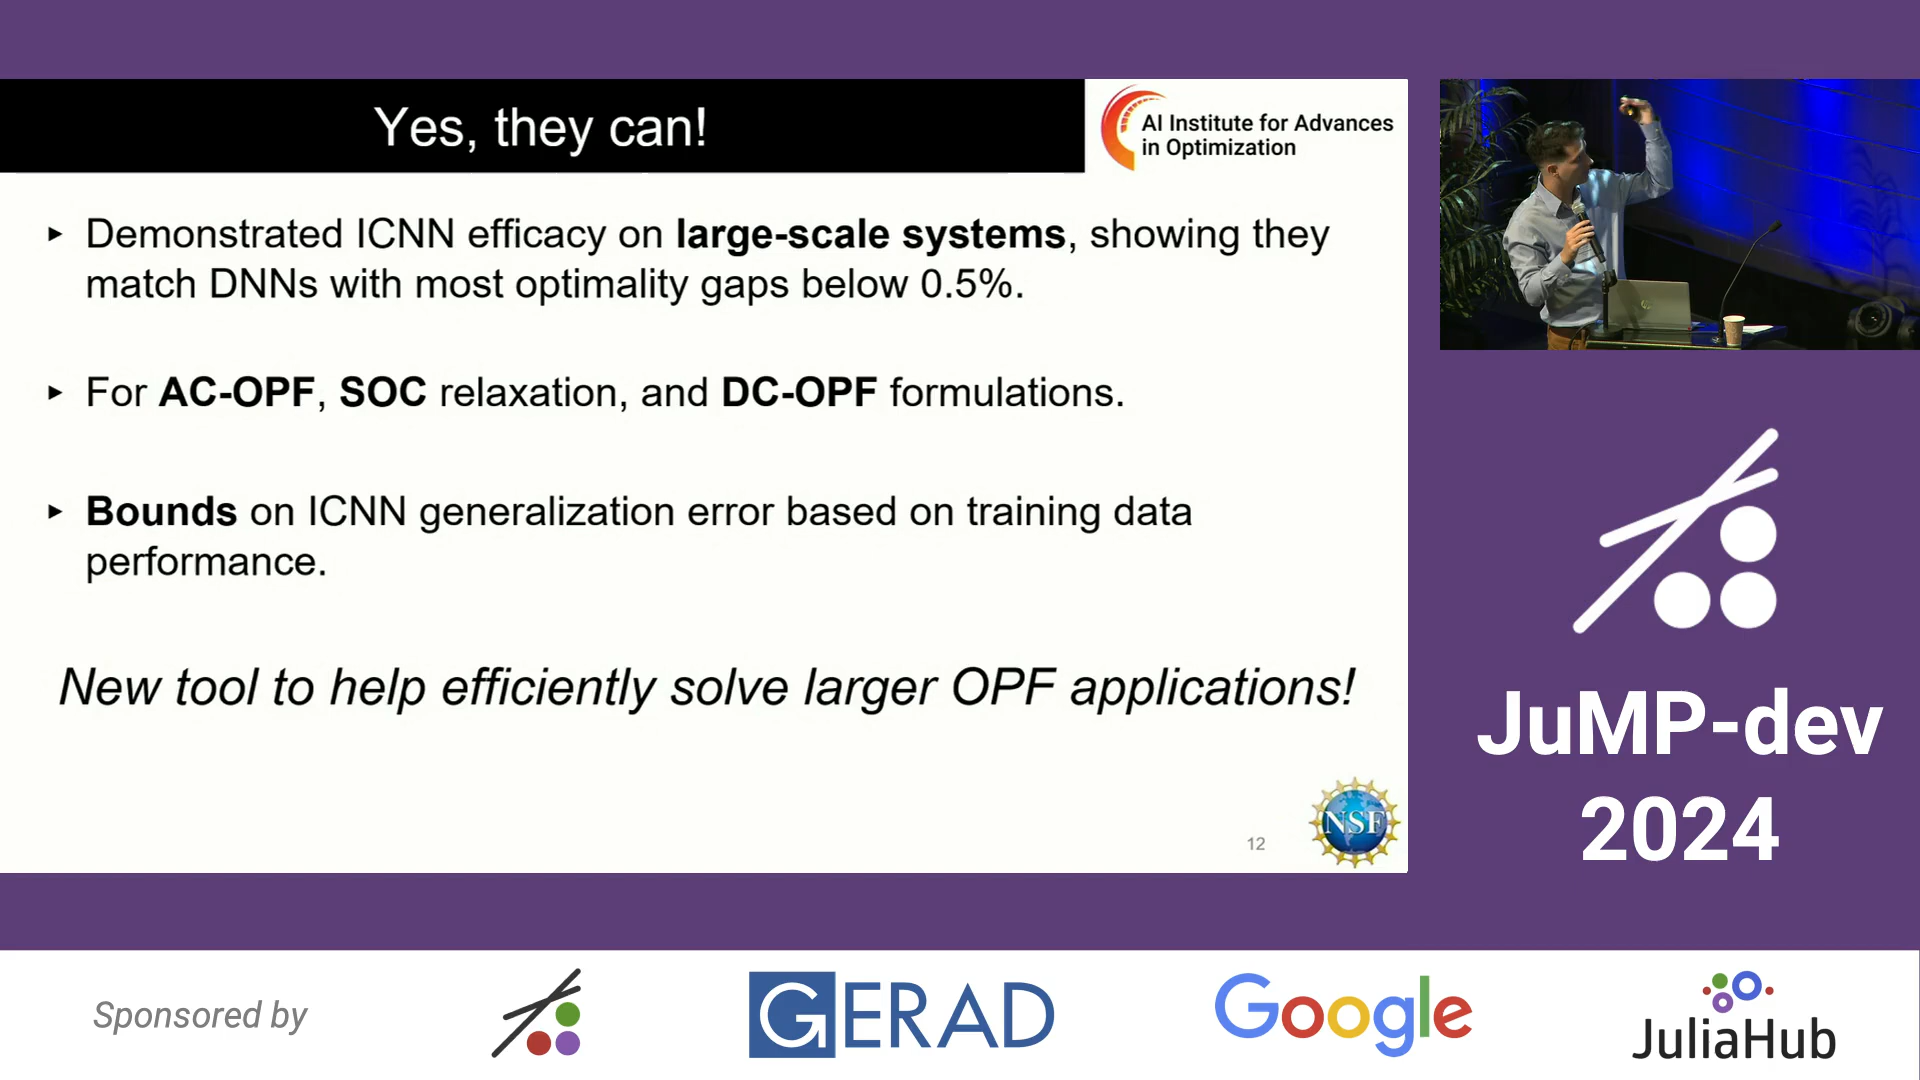 Yes, they can!
AI Institute for Advances
in Optimization
▸ Demonstrated ICNN efficacy on large-scale systems, showing they
match DNNs with most optimality gaps below 0.5%.
▸ For AC-OPF, SOC relaxation, and DC-OPF formulations.
▸ Bounds on ICNN generalization error based on training data
performance.
New tool to help efficiently solve larger OPF applications!
12
NSF
JuMP-dev
2024
Sponsored by
GERAD
Google
JuliaHub